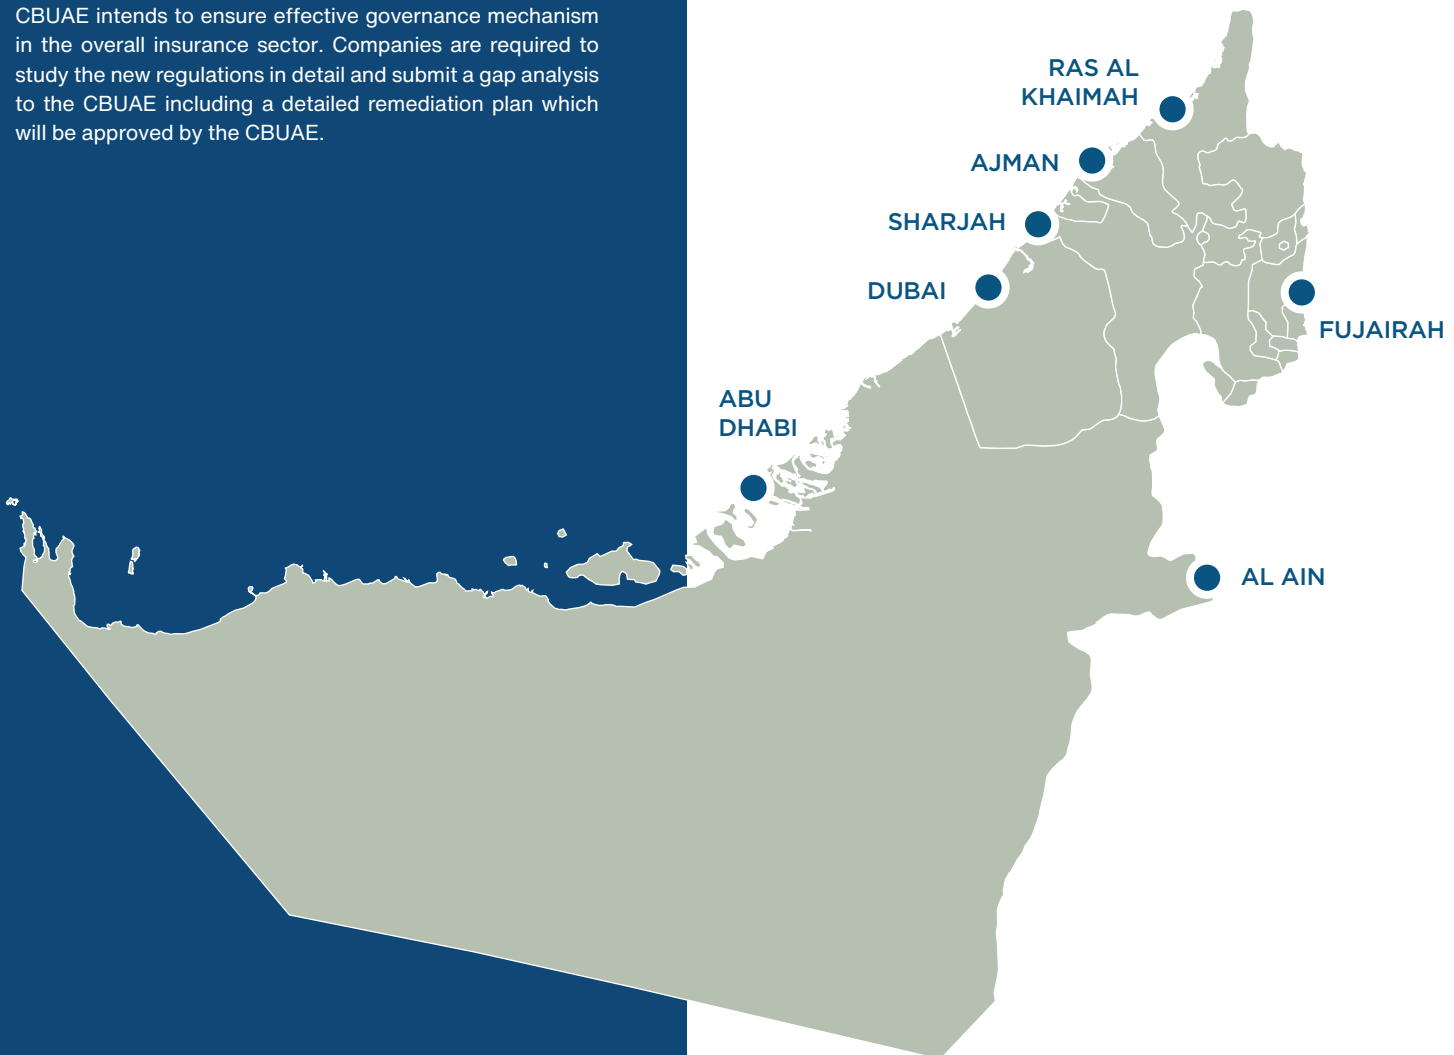 CBUAE intends to ensure effective governance mechanism
in the overall insurance sector. Companies are required to
study the new regulations in detail and submit a gap analysis
to the CBUAE including a detailed remediation plan which
will be approved by the CBUAE.
RAS AL
KHAIMAH
AJMAN
SHARJAH
DUBAI
FUJAIRAH
ABU
DHABI
AL AIN